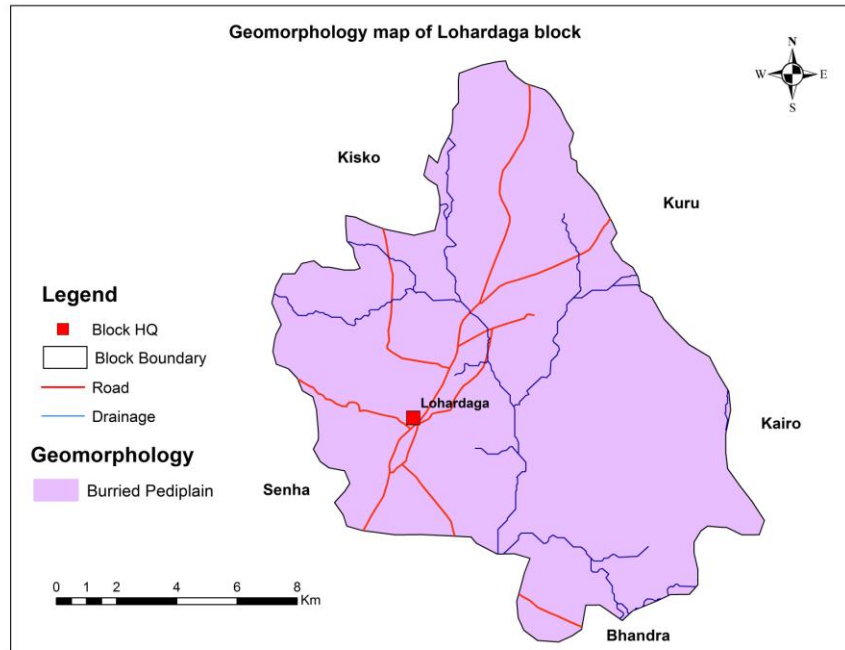 Geomorphology map of Lohardaga block
N
W E
S
Kisko
Kuru
Legend
Block HQ
Block Boundary
Road
Drainage
Lohardaga
Kairo
Geomorphology
Burried Pediplain
Senha
0 1 2 4 6 8
Km
Bhandra